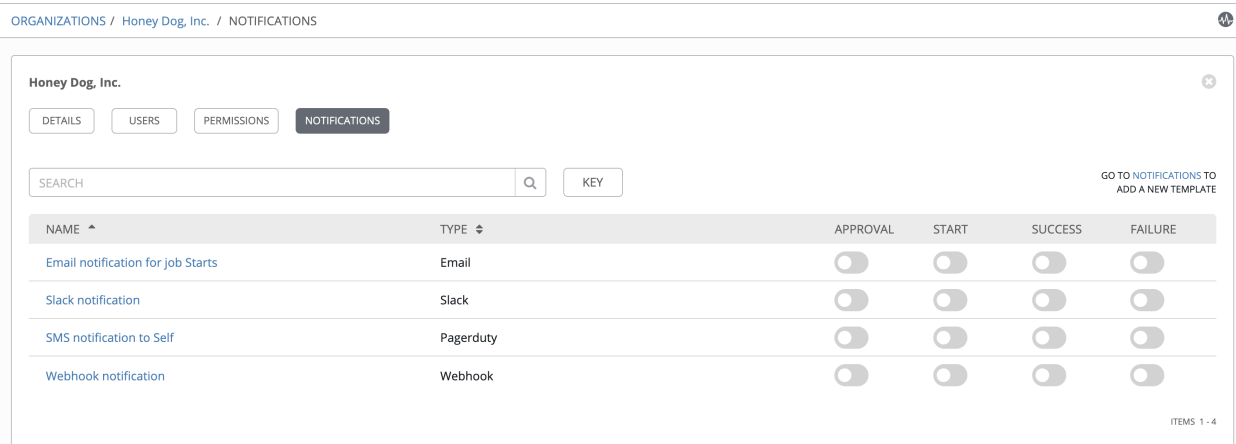 ORGANIZATIONS / Honey Dog, Inc. / NOTIFICATIONS
Honey Dog, Inc.
DETAILS USERS PERMISSIONS NOTIFICATIONS
SEARCH KEY
GO TO NOTIFICATIONS TO
ADD A NEW TEMPLATE
NAME TYPE APPROVAL START SUCCESS FAILURE
Email notification for job Starts Email
Slack notification Slack
SMS notification to Self Pagerduty
Webhook notification Webhook
ITEMS 1 - 4